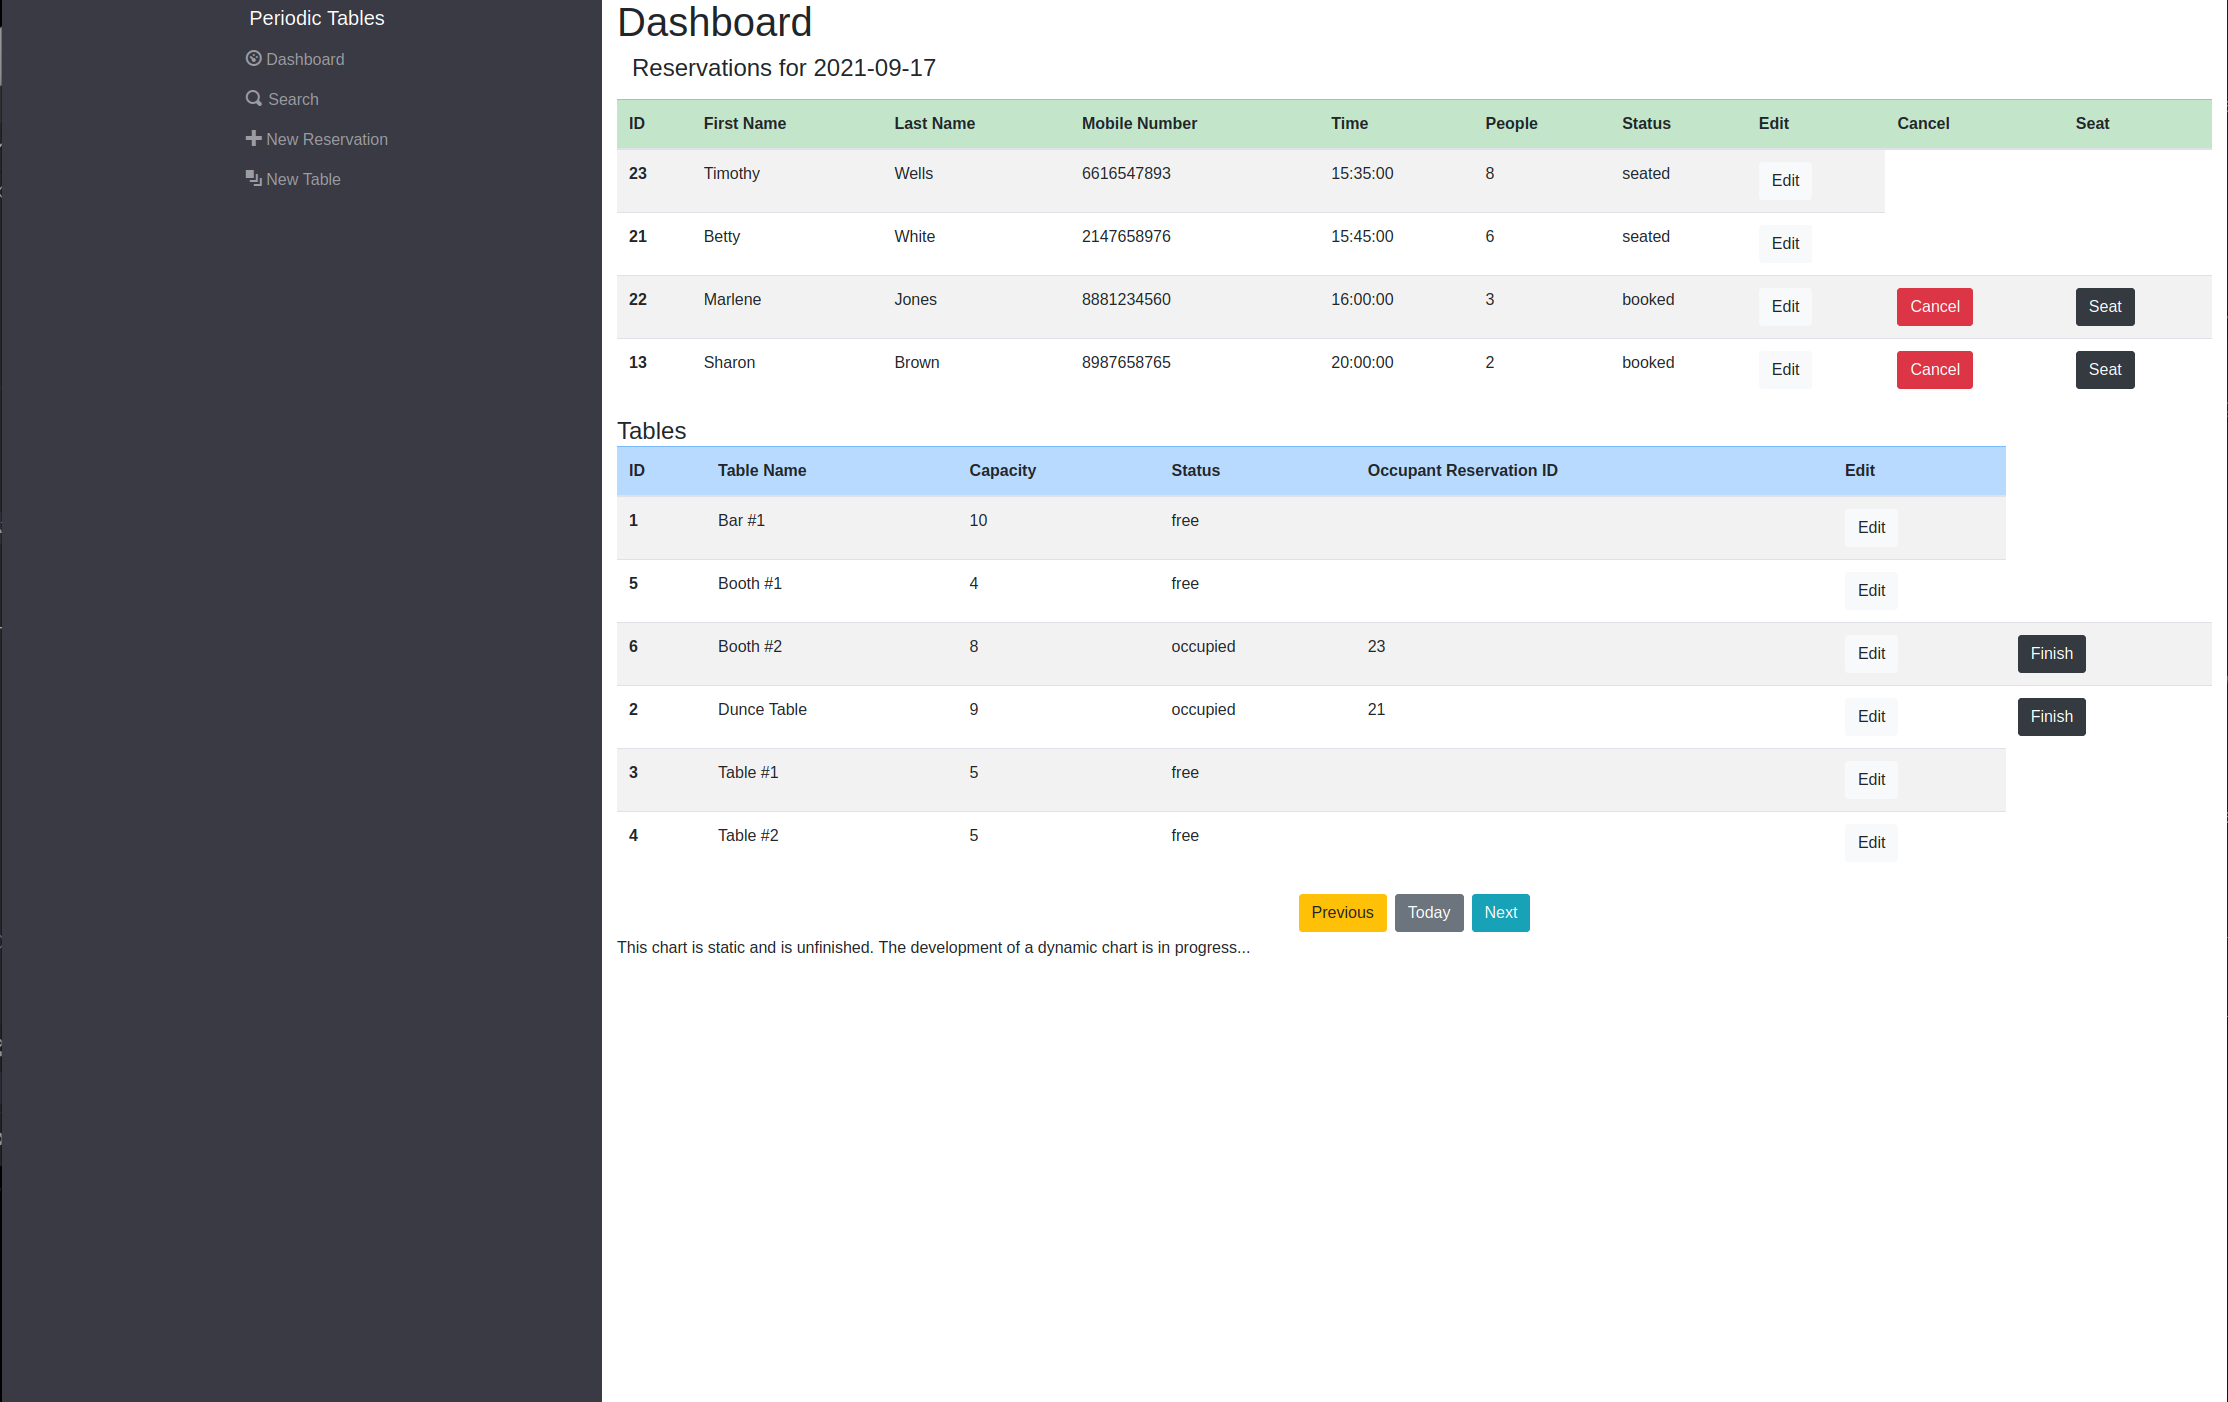 Periodic Tables
Dashboard
Search
New Reservation
New Table
Dashboard
Reservations for 2021-09-17
ID First Name Last Name Mobile Number Time People Status Edit Cancel Seat
23 Timothy Wells 6616547893 15:35:00 8 seated Edit
21 Betty White 2147658976 15:45:00 6 seated Edit
22 Marlene Jones 8881234560 16:00:00 3 booked Edit Cancel Seat
13 Sharon Brown 8987658765 20:00:00 2 booked Edit Cancel Seat
Tables
ID Table Name Capacity Status Occupant Reservation ID Edit
1 Bar #1 10 free Edit
5 Booth #1 4 free Edit
6 Booth #2 8 occupied 23 Edit Finish
2 Dunce Table 9 occupied 21 Edit Finish
3 Table #1 5 free Edit
4 Table #2 5 free Edit
Previous Today Next
This chart is static and is unfinished. The development of a dynamic chart is in progress...